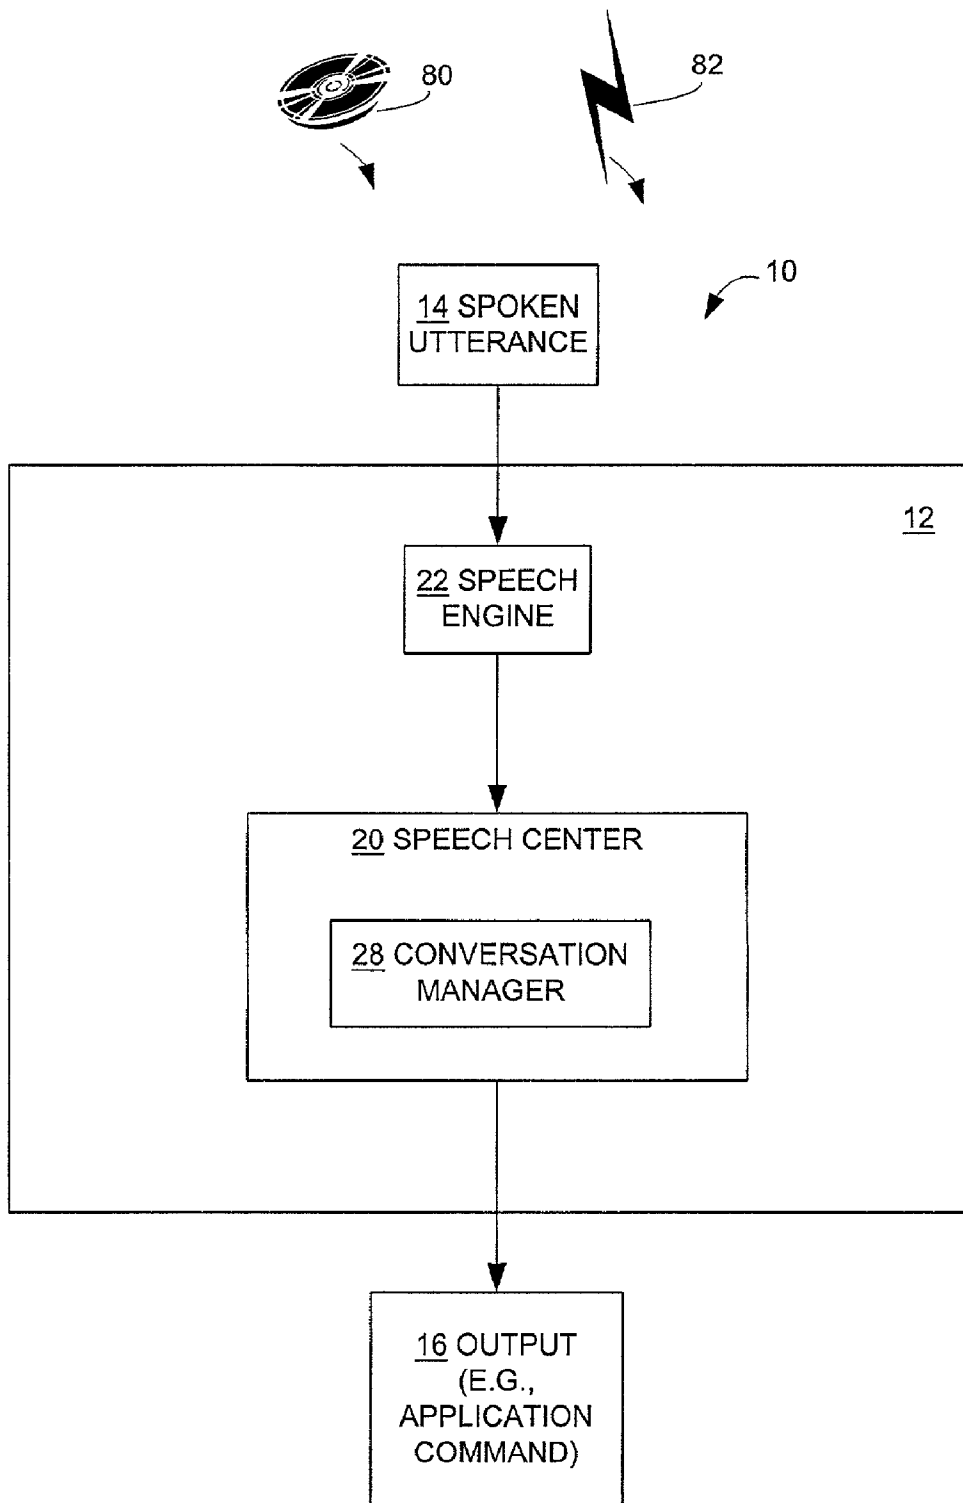 80
82
10
14 SPOKEN
UTTERANCE
12
22 SPEECH
ENGINE
20 SPEECH CENTER
28 CONVERSATION
MANAGER
16 OUTPUT
(E.G.,
APPLICATION
COMMAND)